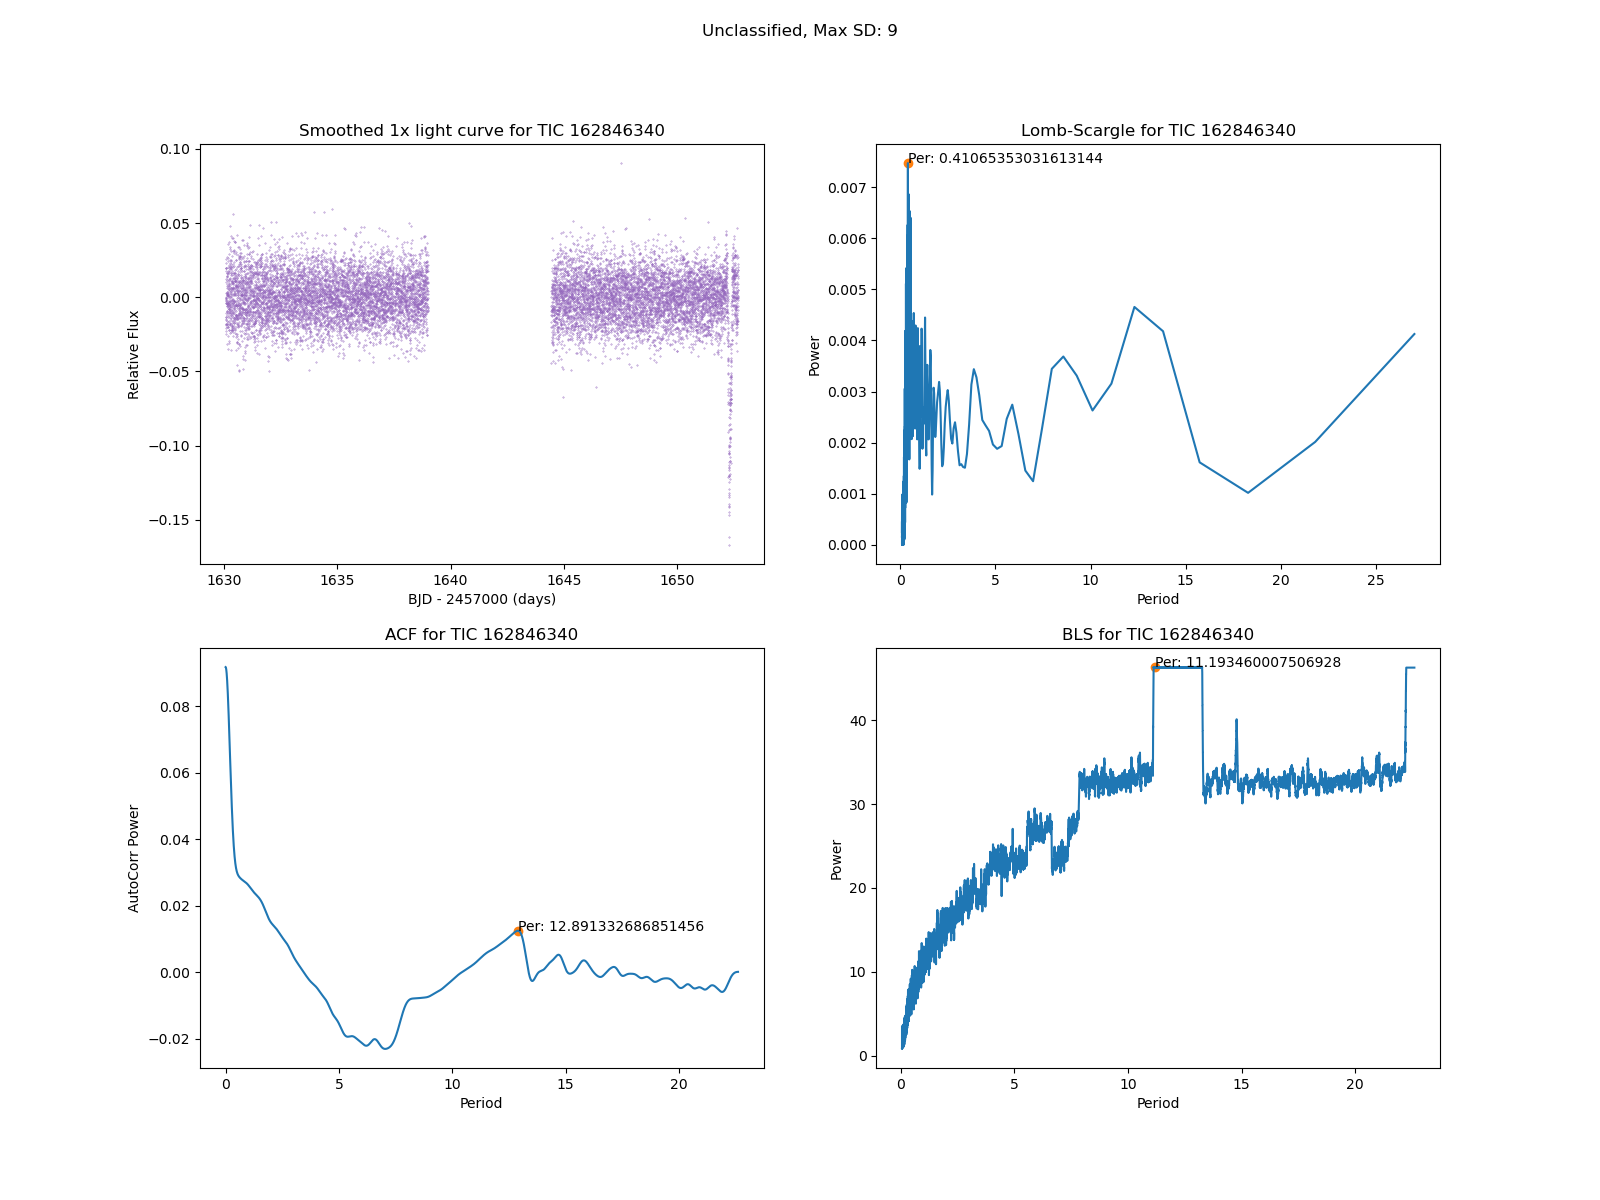 Unclassified, Max SD: 9
Smoothed 1x light curve for TIC 162846340
0.10
0.05
0.00
−0.05
−0.10
−0.15
Relative Flux
1630
1635
1640
1645
1650
BJD - 2457000 (days)
Lomb-Scargle for TIC 162846340
Per: 0.41065353031613144
0.007
0.006
0.005
0.004
0.003
0.002
0.001
0.000
Power
0
5
10
15
20
25
Period
ACF for TIC 162846340
Per: 12.891332686851456
0.08
0.06
0.04
0.02
0.00
−0.02
AutoCorr Power
0
5
10
15
20
Period
BLS for TIC 162846340
Per: 11.193460007506928
40
30
20
10
0
Power
0
5
10
15
20
Period